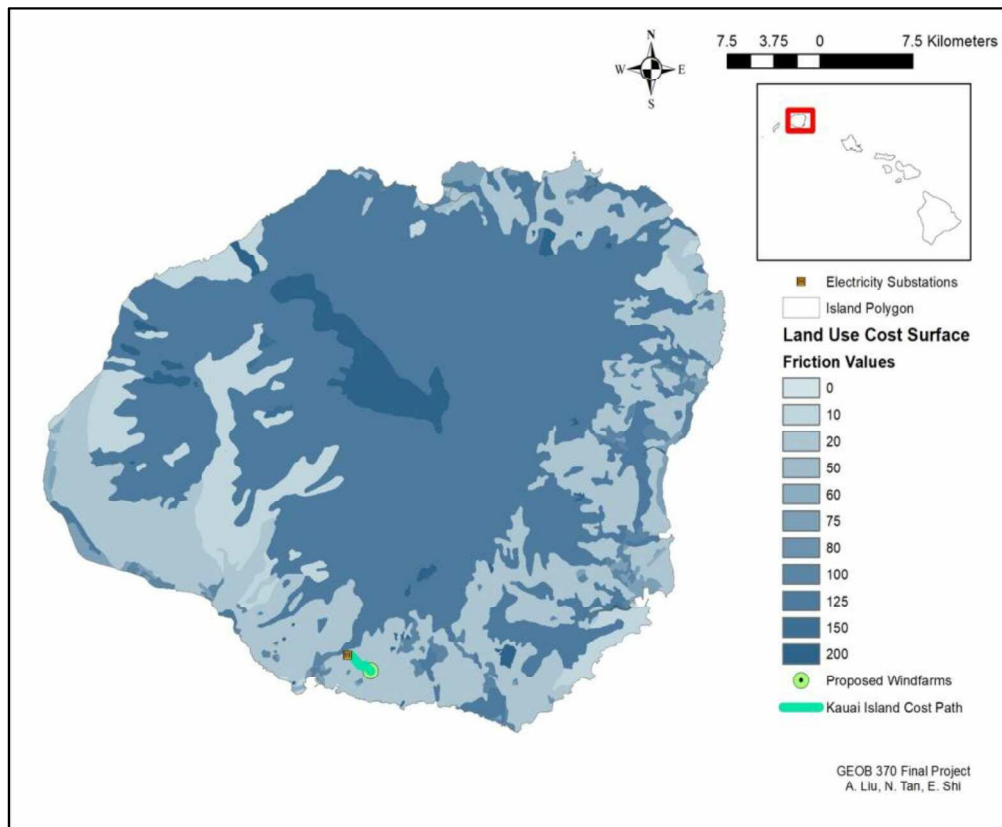 N
W E
S
7.5 3.75 0 7.5 Kilometers
Electricity Substations
Island Polygon
Land Use Cost Surface
Friction Values
0
10
20
50
60
75
80
100
125
150
200
Proposed Windfarms
Kauai Island Cost Path
GEOB 370 Final Project
A. Liu, N. Tan, E. Shi